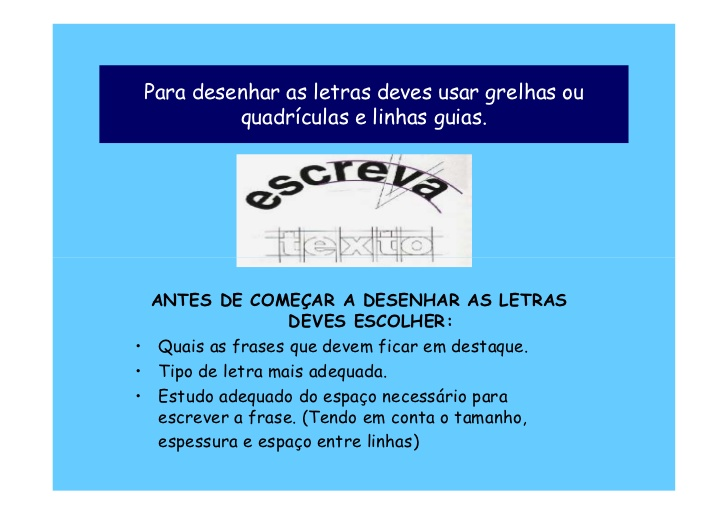 Para desenhar as letras deves usar grelhas ou
quadrículas e linhas guias.
escreva
texto
ANTES DE COMEÇAR A DESENHAR AS LETRAS
DEVES ESCOLHER:
• Quais as frases que devem ficar em destaque.
• Tipo de letra mais adequada.
• Estudo adequado do espaço necessário para
escrever a frase. (Tendo em conta o tamanho,
espessura e espaço entre linhas)